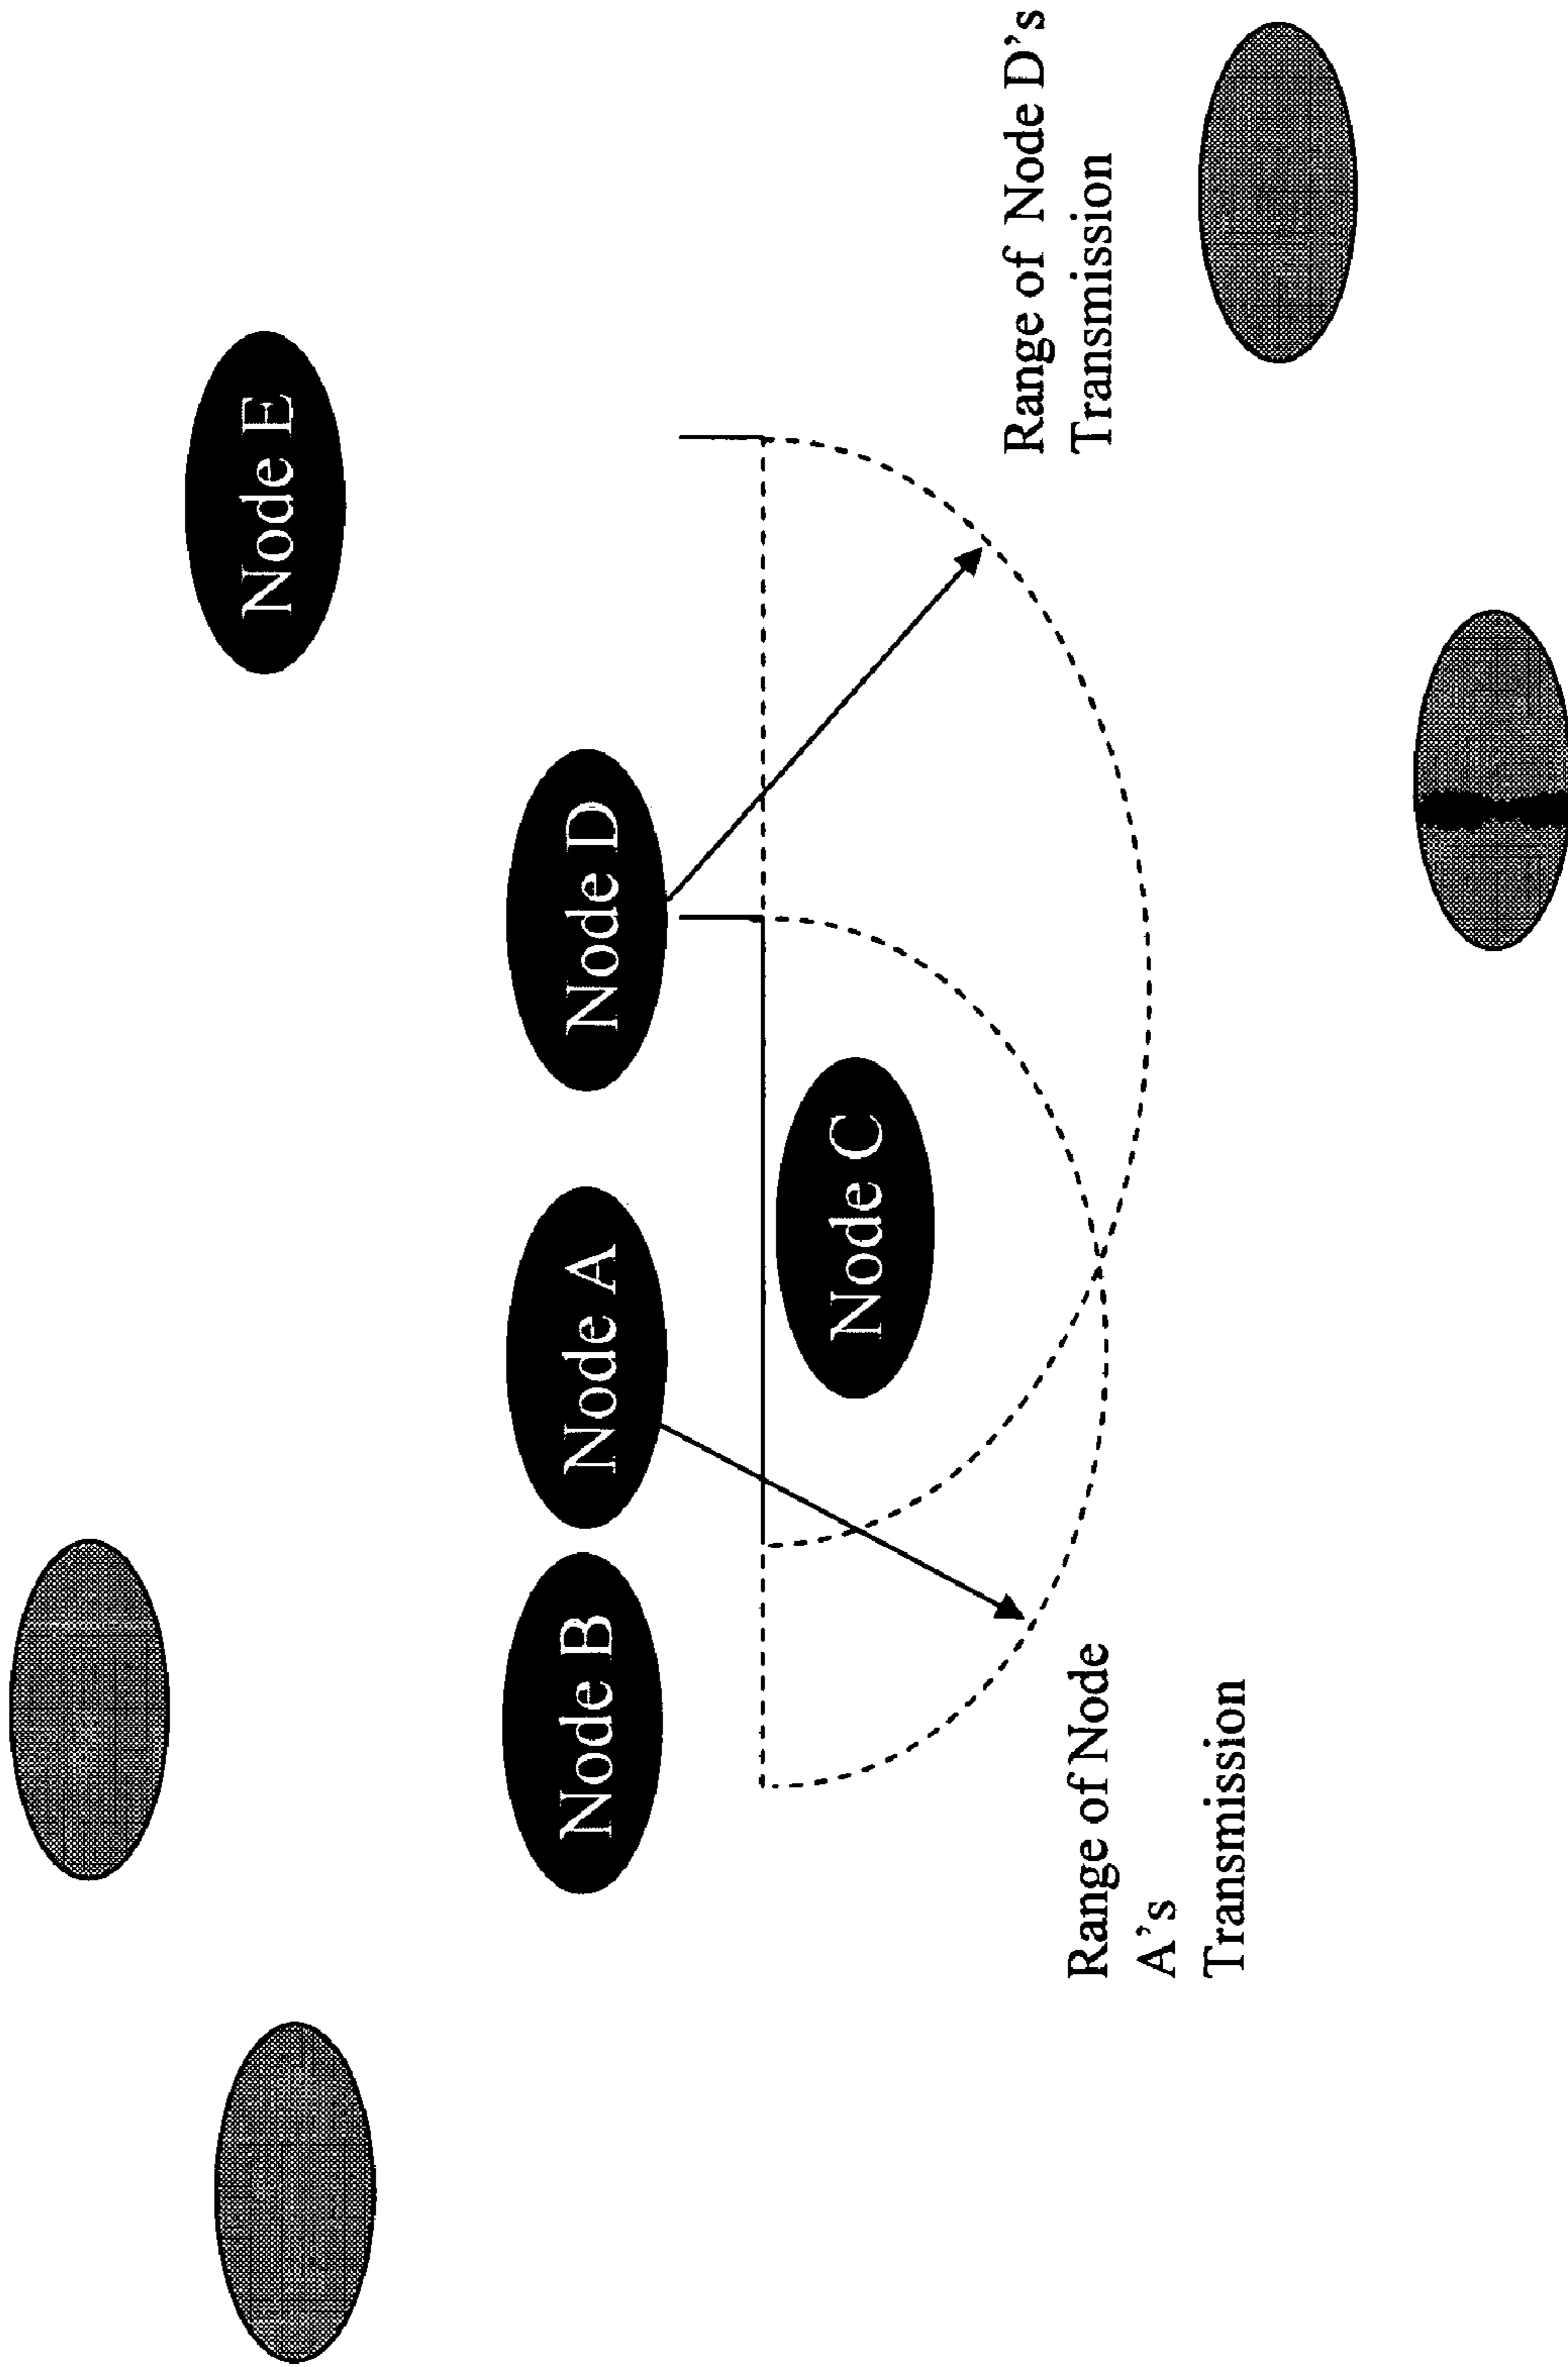 Node E
Node B
Node A
Node D
Node C
Range of Node D's
Transmission
Range of Node
A's
Transmission